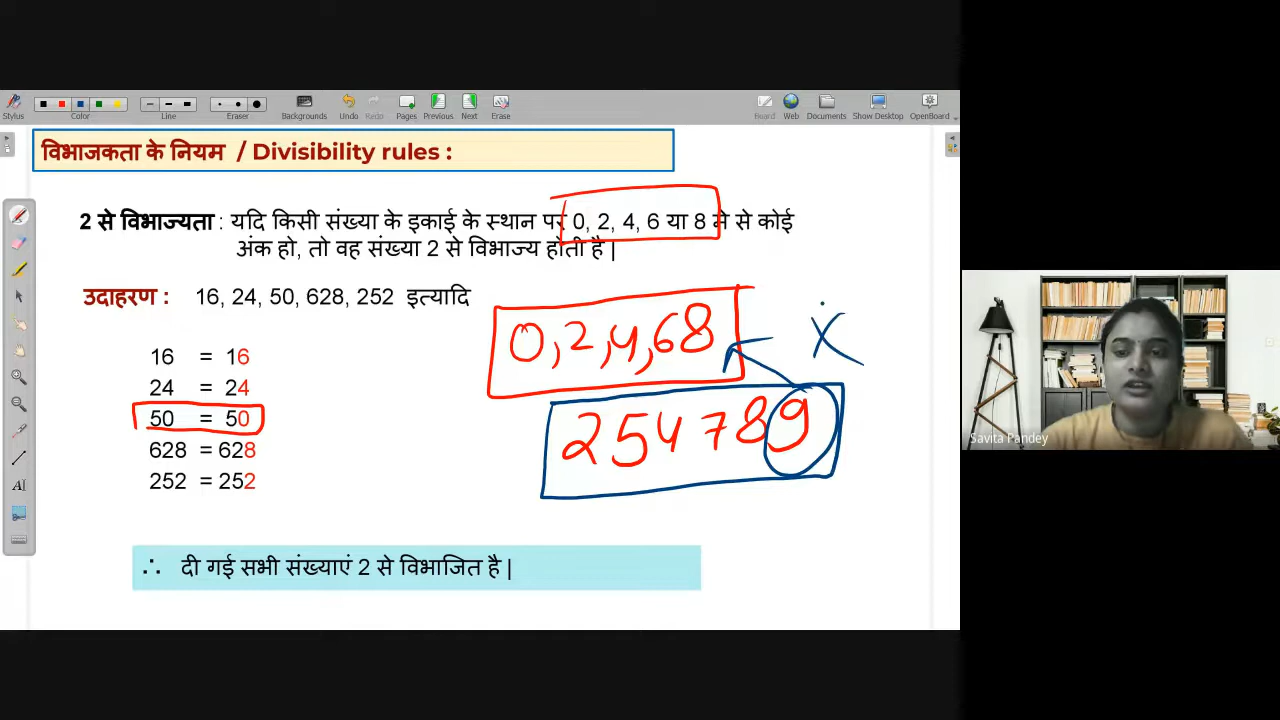 Stylus
Color
Line
Eraser
Backgrounds
Undo
Redo
Pages
Previous
Next
Erase
Board
Web
Documents
Show Desktop
OpenBoard
विभाजकता के नियम / Divisibility rules :
2 से विभाज्यता : यदि किसी संख्या के इकाई के स्थान पर 0, 2, 4, 6 या 8 मे से कोई
अंक हो, तो वह संख्या 2 से विभाज्य होती है |
उदाहरण : 16, 24, 50, 628, 252 इत्यादि
0,2,4,68
16 = 16
24 = 24
50 = 50
628 = 628
252 = 252
254789
∴ दी गई सभी संख्याएं 2 से विभाजित है |
Savita Pandey